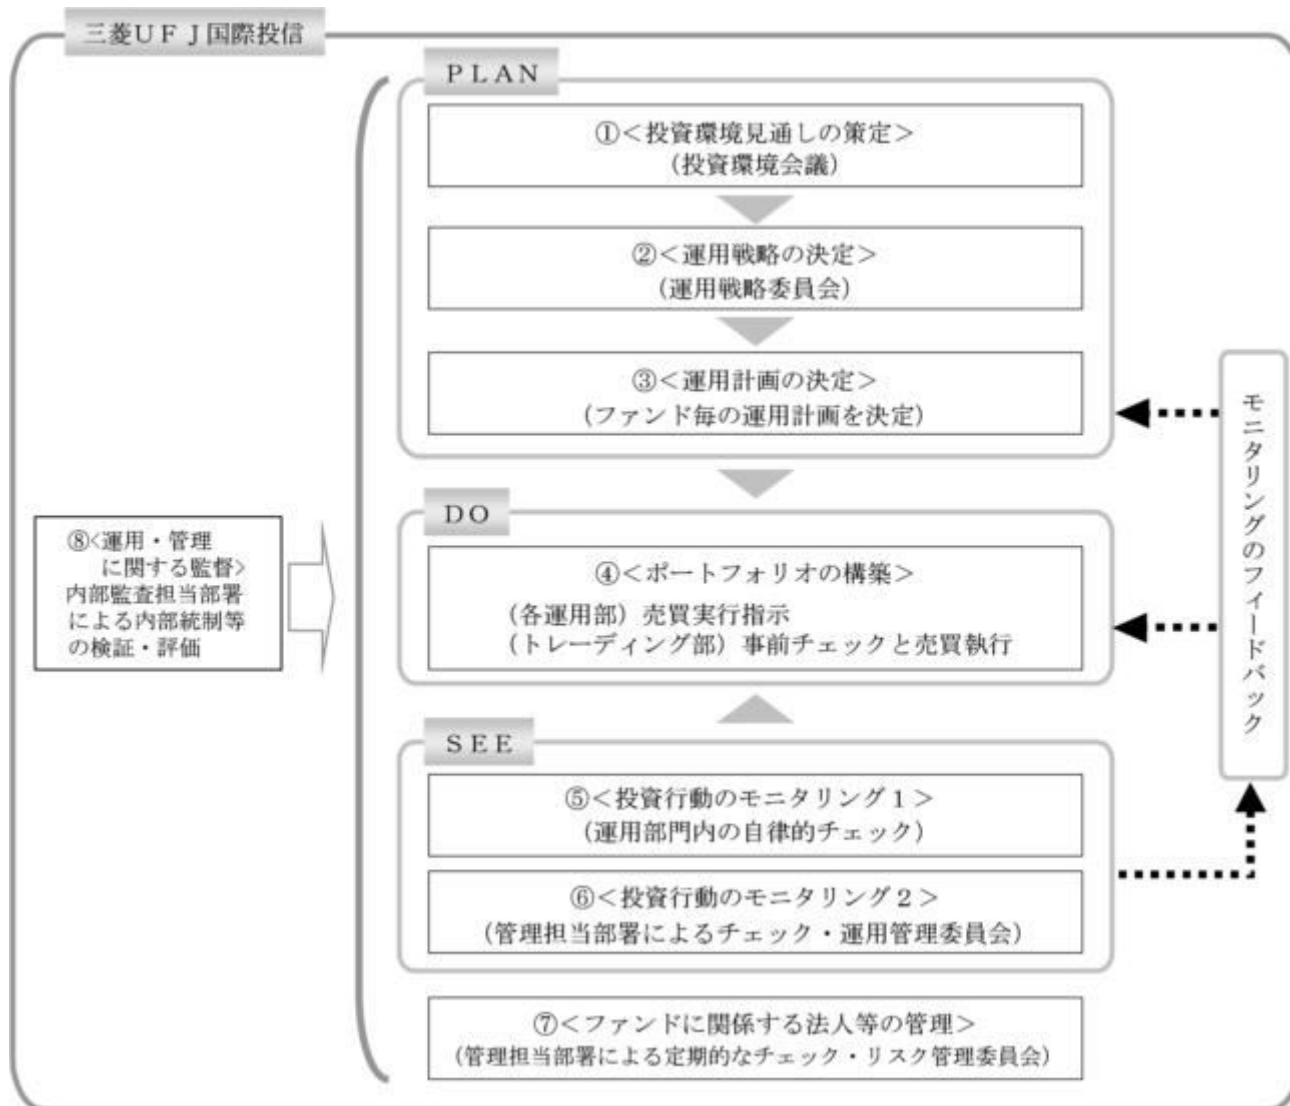 三菱ＵＦＪ国際投信
ＰＬＡＮ
①＜投資環境見通しの策定＞
（投資環境会議）
②＜運用戦略の決定＞
（運用戦略委員会）
③＜運用計画の決定＞
（ファンド毎の運用計画を決定）
ＤＯ
④＜ポートフォリオの構築＞
（各運用部）売買実行指示
（トレーディング部）事前チェックと売買執行
ＳＥＥ
⑤＜投資行動のモニタリング１＞
（運用部門内の自律的チェック）
⑥＜投資行動のモニタリング２＞
（管理担当部署によるチェック・運用管理委員会）
⑦＜ファンドに関係する法人等の管理＞
（管理担当部署による定期的なチェック・リスク管理委員会）
⑧<運用・管理
に関する監督>
内部監査担当部署
による内部統制等
の検証・評価
モニタリングのフィードバック